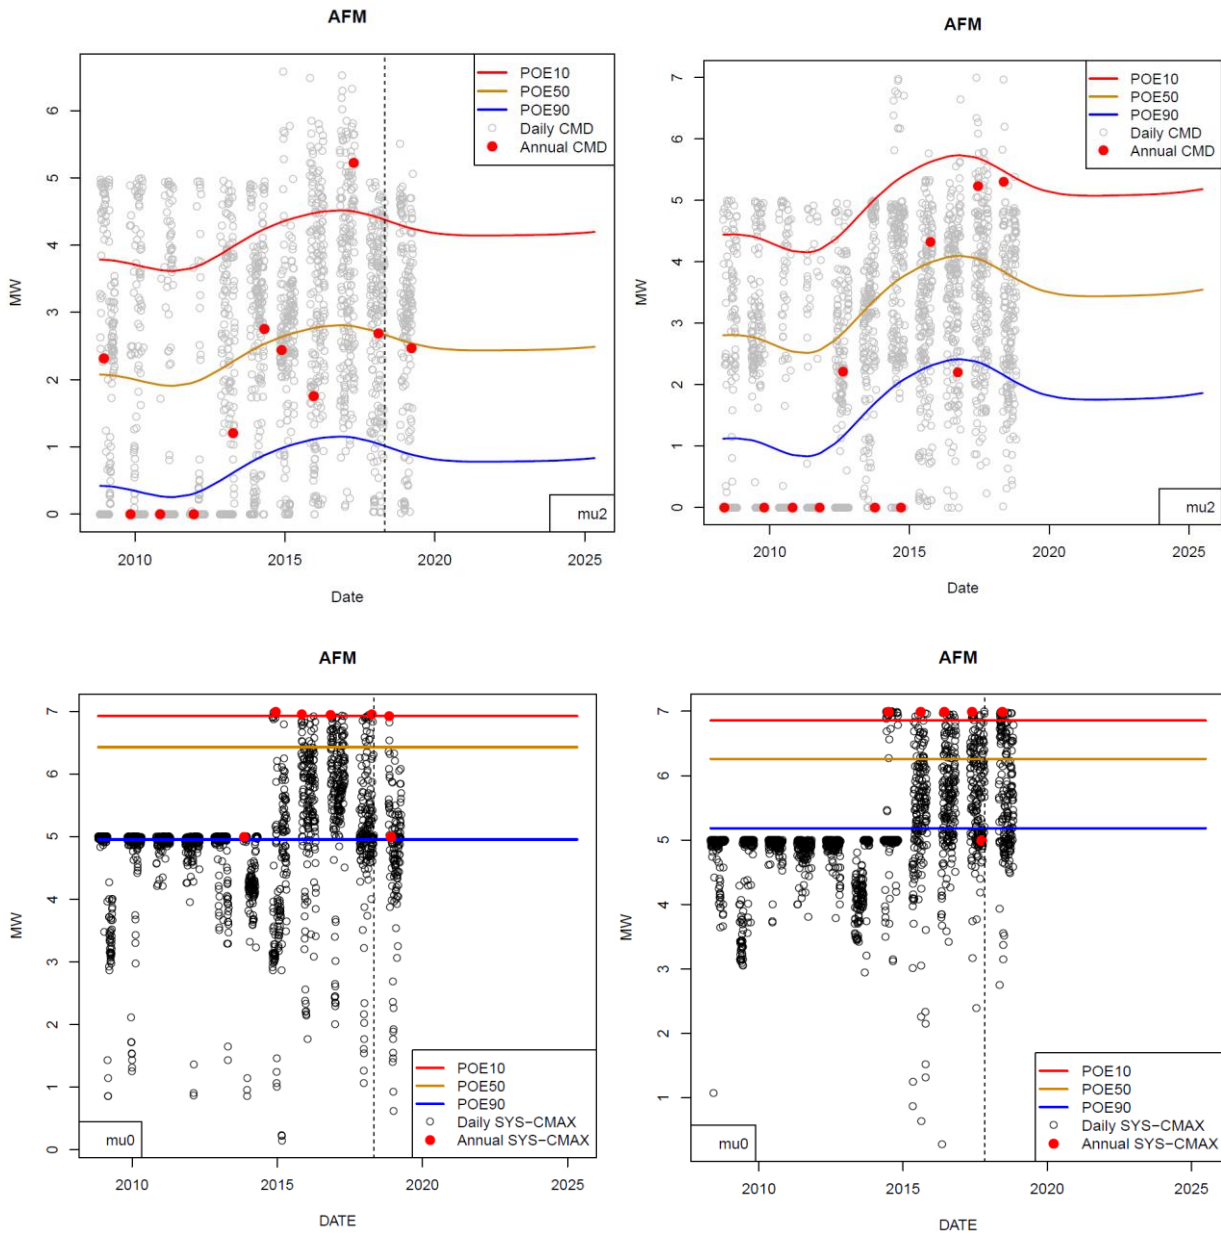 AFM
POE10
POE50
POE90
Daily CMD
Annual CMD
mu2
MW
0
1
2
3
4
5
6
2010
2015
2020
2025
Date
AFM
POE10
POE50
POE90
Daily CMD
Annual CMD
mu2
MW
0
1
2
3
4
5
6
7
2010
2015
2020
2025
Date
AFM
POE10
POE50
POE90
Daily SYS−CMAX
Annual SYS−CMAX
mu0
MW
0
1
2
3
4
5
6
7
2010
2015
2020
2025
DATE
AFM
POE10
POE50
POE90
Daily SYS−CMAX
Annual SYS−CMAX
mu0
MW
1
2
3
4
5
6
7
2010
2015
2020
2025
DATE